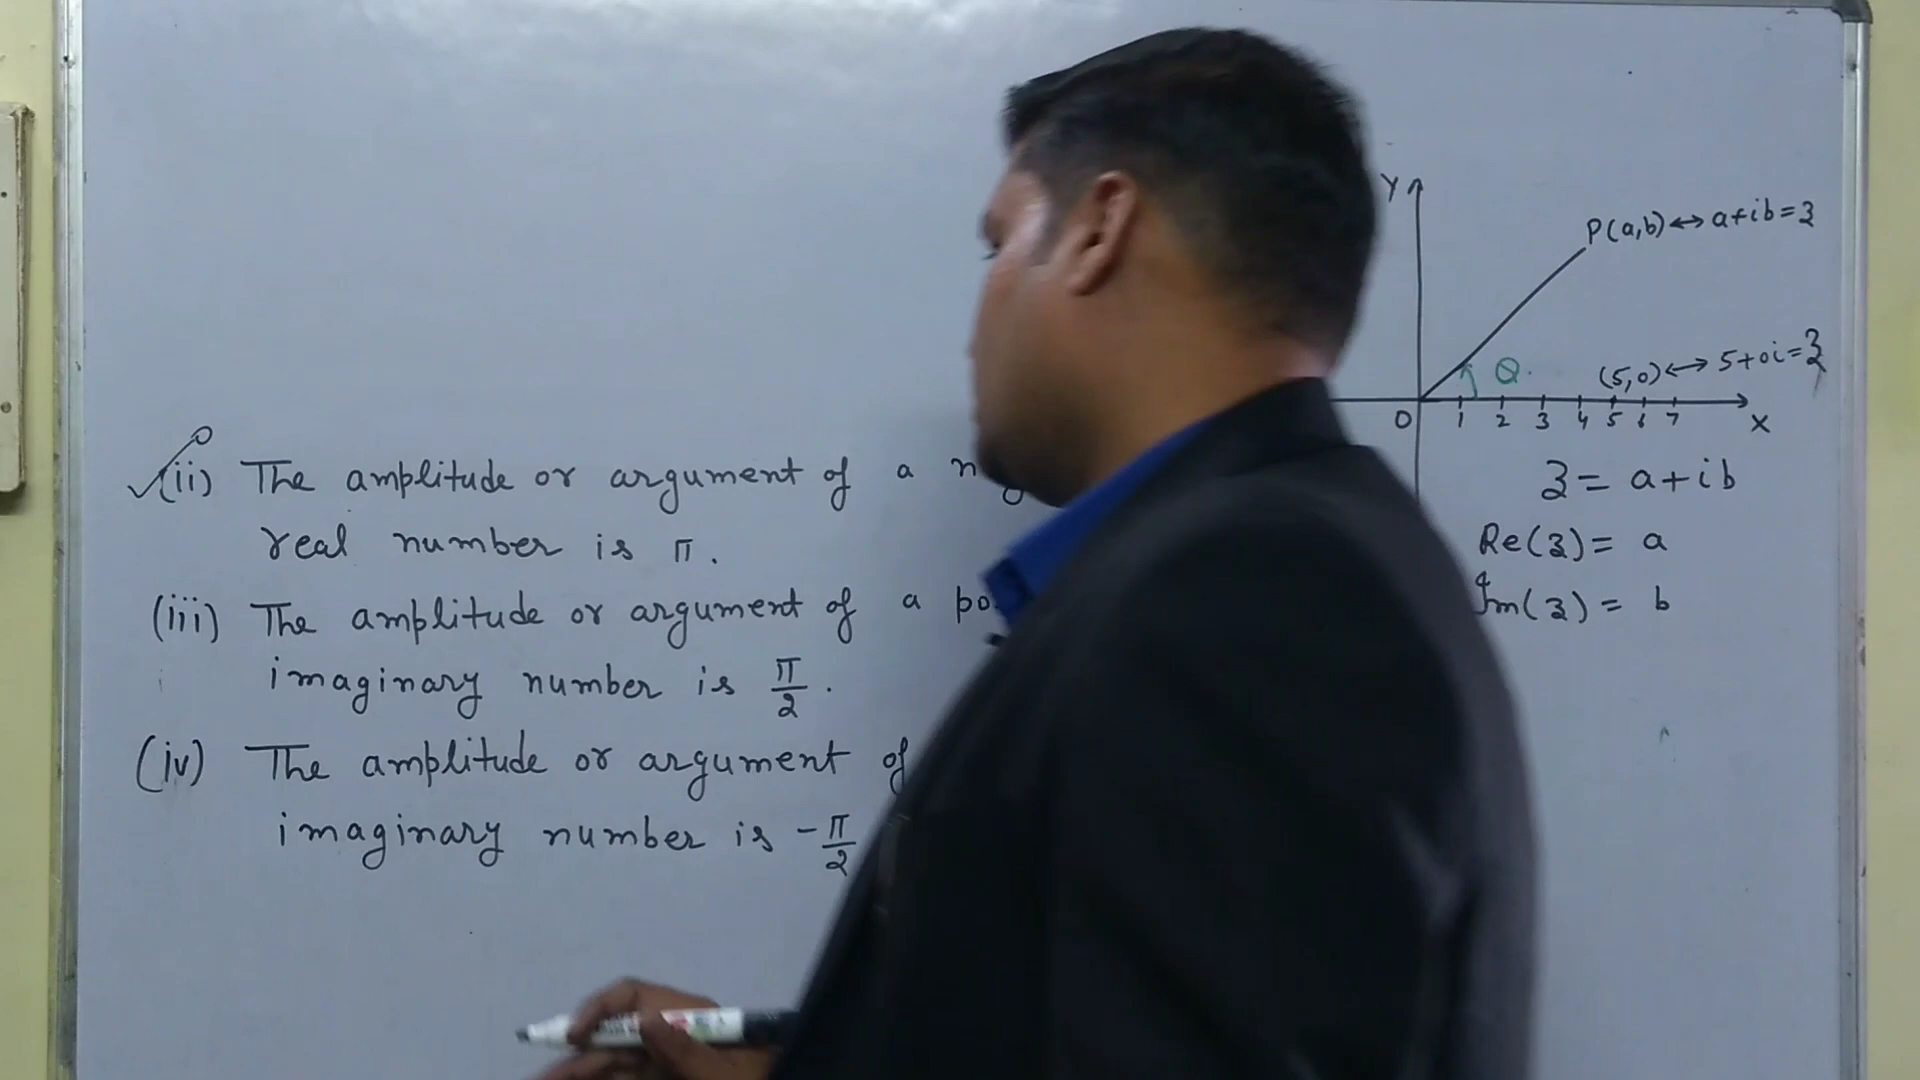 (ii) The amplitude or argument of a
real number is π.
(iii) The amplitude or argument of a
imaginary number is π/2.
(iv) The amplitude or argument of
imaginary number is -π/2
Y
P(a,b)↔a+ib=z
θ
(5,0)↔5+0i=z
0 1 2 3 4 5 6 7 X
z = a+ib
Re(z) = a
Im(z) = b